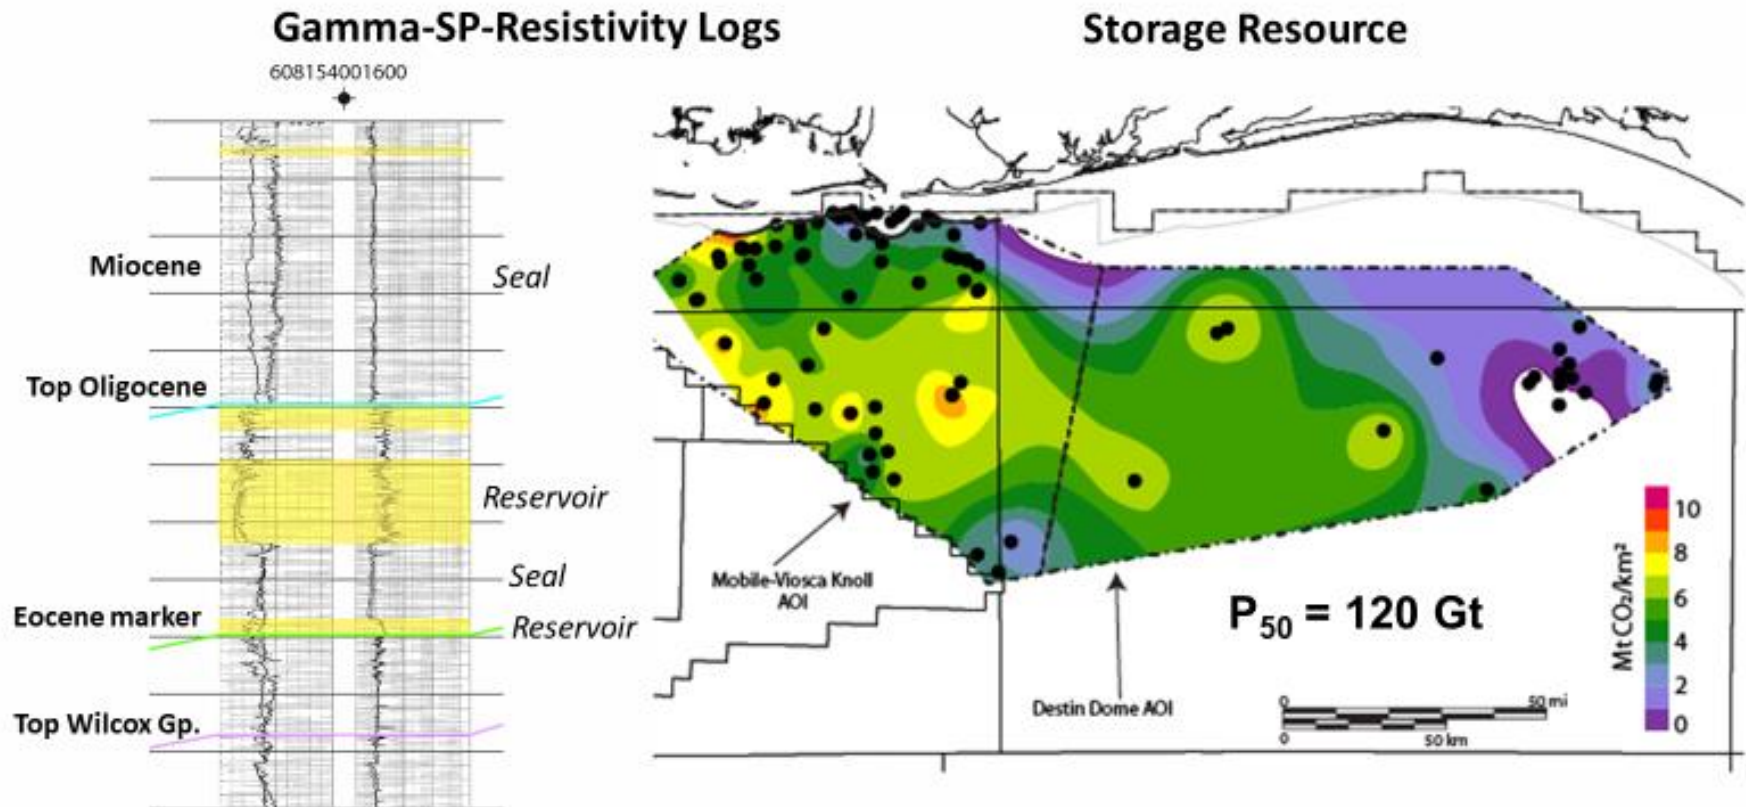 Gamma-SP-Resistivity Logs
608154001600
Miocene
Seal
Top Oligocene
Reservoir
Seal
Eocene marker
Reservoir
Top Wilcox Gp.
Storage Resource
Mobile-Viosca Knoll
AOI
Destin Dome AOI
P₅₀ = 120 Gt
0 50 mi
0 50 km
Mt CO₂/km²
10
8
6
4
2
0